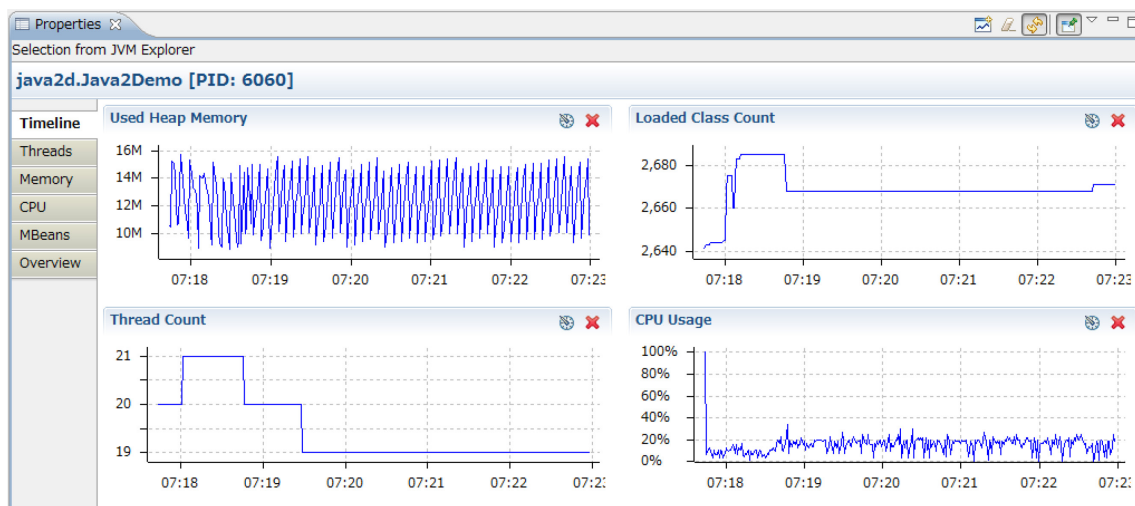 Properties
Selection from JVM Explorer
java2d.Java2Demo [PID: 6060]
Timeline
Threads
Memory
CPU
MBeans
Overview
Used Heap Memory
16M
14M
12M
10M
07:18 07:19 07:20 07:21 07:22 07:23
Loaded Class Count
2,680
2,660
2,640
07:18 07:19 07:20 07:21 07:22 07:23
Thread Count
21
20
19
07:18 07:19 07:20 07:21 07:22 07:23
CPU Usage
100%
80%
60%
40%
20%
0%
07:18 07:19 07:20 07:21 07:22 07:23